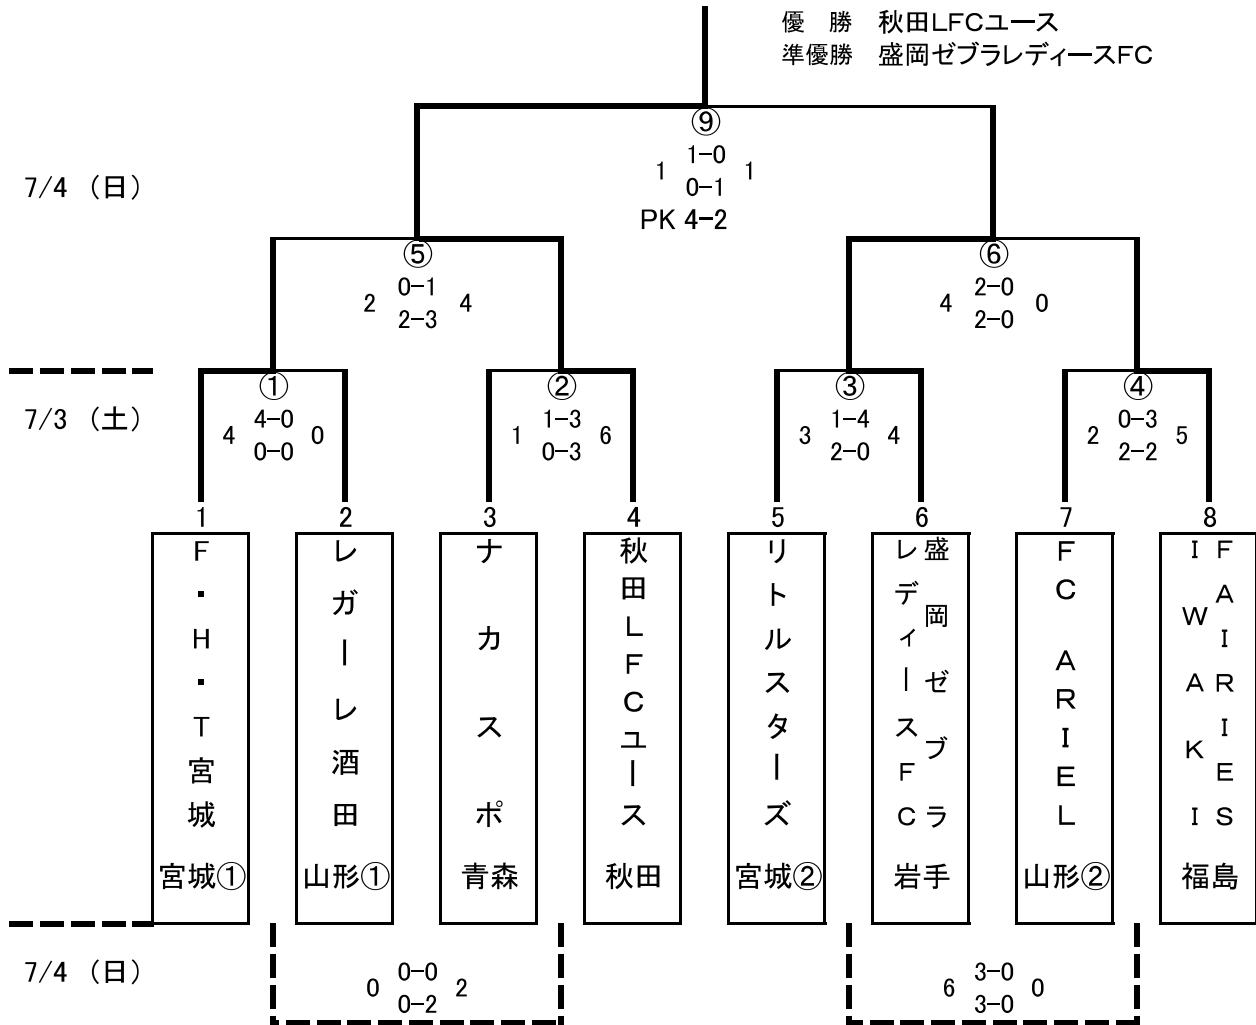 優　勝　秋田LFCユース
準優勝　盛岡ゼブラレディースFC
⑨
1-0
1 1
0-1
PK 4-2
7/4 （日）
⑤
0-1
2 4
2-3
⑥
2-0
4 0
2-0
7/3 （土）
①
4-0
4 0
0-0
②
1-3
1 6
0-3
③
1-4
3 4
2-0
④
0-3
2 5
2-2
1 2 3 4 5 6 7 8
F・H・T宮城
宮城①
レガーレ酒田
山形①
ナカスポ
青森
秋田LFCユース
秋田
リトルスターズ
宮城②
盛岡ゼブラ
レディースFC
岩手
FC ARIEL
山形②
FAIRIES
IWAKI
福島
7/4 （日）
0-0
0 2
0-2
3-0
6 0
3-0